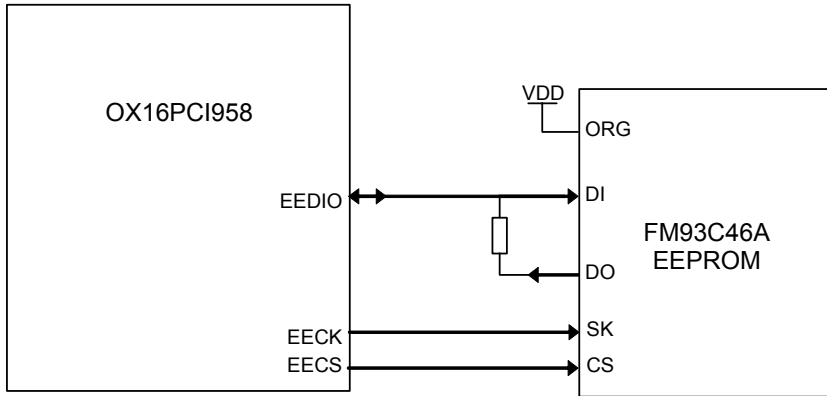 OX16PCI958
VDD
ORG
EEDIO
DI
FM93C46A
EEPROM
DO
EECK
SK
EECS
CS